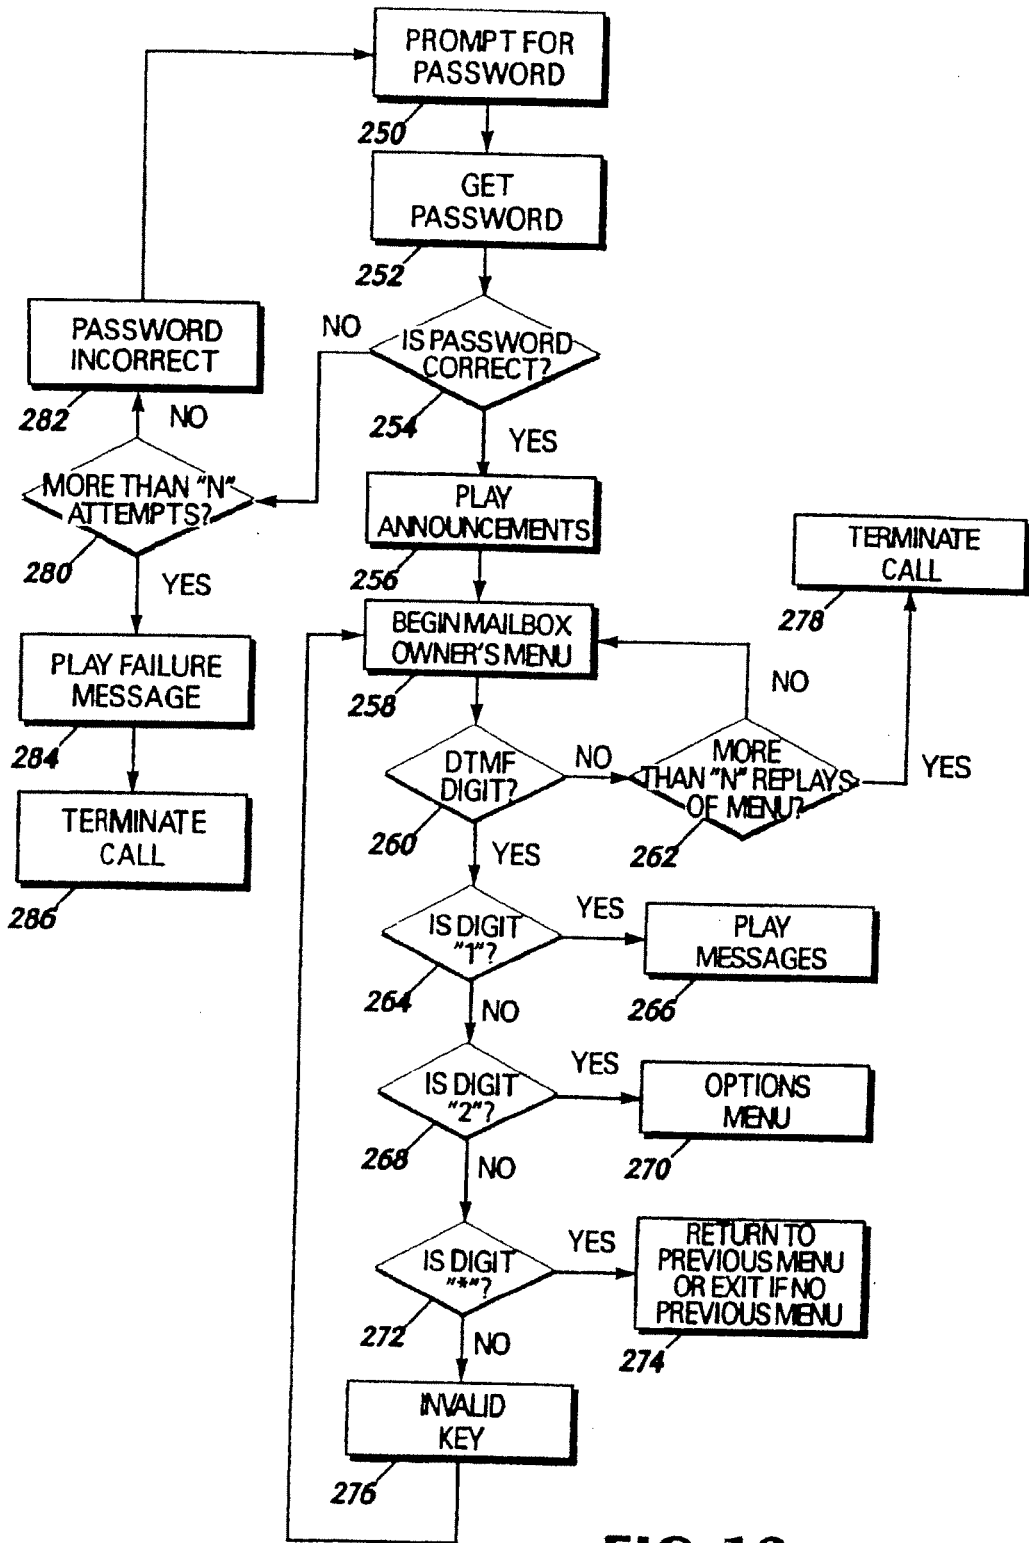 PROMPT FOR
PASSWORD
250
GET
PASSWORD
252
IS PASSWORD
CORRECT?
254
NO
YES
PASSWORD
INCORRECT
282
NO
MORE THAN "N"
ATTEMPTS?
280
YES
PLAY FAILURE
MESSAGE
284
TERMINATE
CALL
286
PLAY
ANNOUNCEMENTS
256
BEGIN MAILBOX
OWNER'S MENU
258
DTMF
DIGIT?
260
NO
YES
MORE
THAN "N" REPLAYS
OF MENU?
262
NO
YES
TERMINATE
CALL
278
IS DIGIT
"1"?
264
YES
NO
PLAY
MESSAGES
266
IS DIGIT
"2"?
268
YES
NO
OPTIONS
MENU
270
IS DIGIT
"*"?
272
YES
NO
RETURN TO
PREVIOUS MENU
OR EXIT IF NO
PREVIOUS MENU
274
INVALID
KEY
276